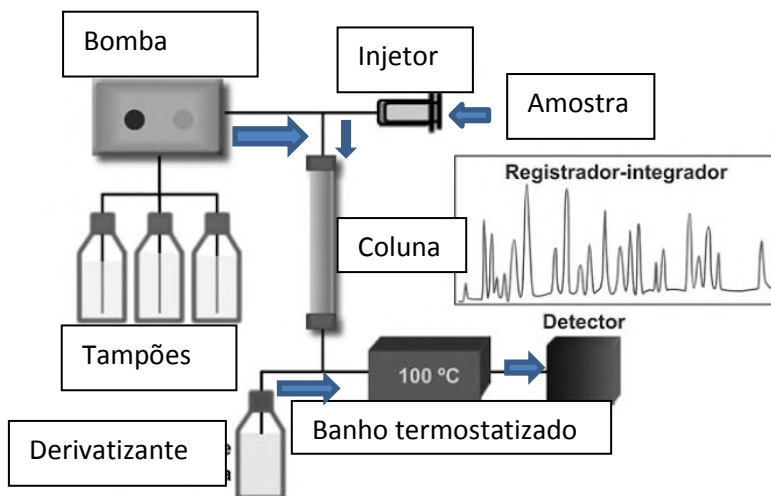 Bomba
Injetor
Amostra
Registrador-integrador
Coluna
Detector
Tampões
100 ºC
Banho termostatizado
Derivatizante
e
a